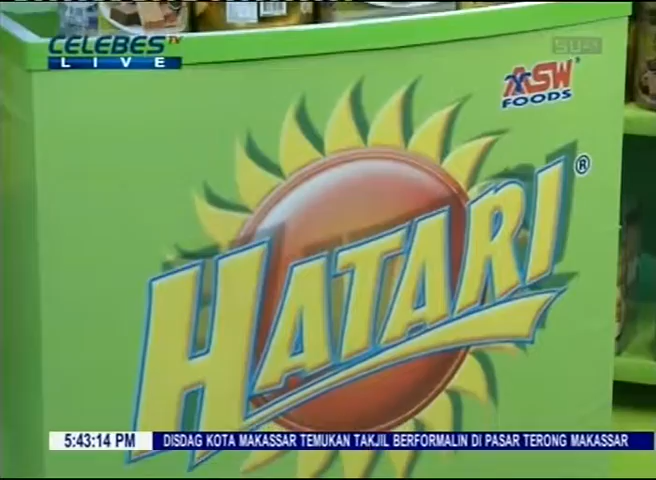 CELEBES TV
LIVE
ASW
FOODS
HATARI®
5:43:14 PM
DISDAG KOTA MAKASSAR TEMUKAN TAKJIL BERFORMALIN DI PASAR TERONG MAKASSAR